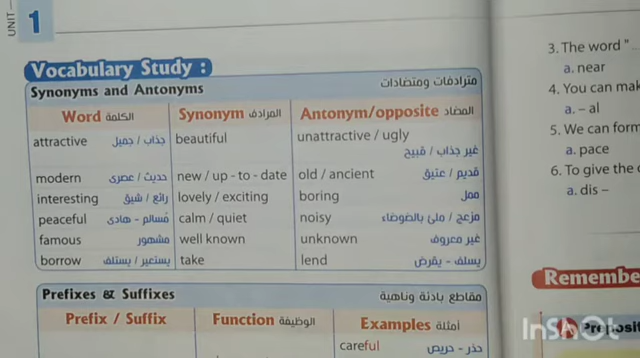 UNIT
1
Vocabulary Study :
Synonyms and Antonyms مترادفات ومتضادات
Word الكلمة Synonym المرادف Antonym/opposite المضاد
attractive جذاب / جميل beautiful unattractive / ugly
غير جذاب / قبيح
modern حديث / عصرى new / up - to - date old / ancient قديم / عتيق
interesting رائع / شيق lovely / exciting boring ممل
peaceful مُسالم - هادى calm / quiet noisy مزعج / ملئ بالضوضاء
famous مشهور well known unknown غير معروف
borrow يستعير / يستلف take lend يسلف - يقرض
Prefixes & Suffixes مقاطع بادئة وناهية
Prefix / Suffix Function الوظيفة Examples أمثلة
careful حذر - حريص
3. The word "
a. near
4. You can mak
a. – al
5. We can form
a. pace
6. To give the
a. dis –
Remembe
Preposit
InShOt